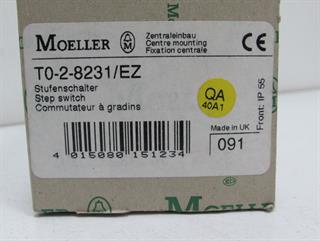 MOELLER
Zentraleinbau
Centre mounting
Fixation centrale
CE
T0-2-8231/EZ
Stufenschalter
Step switch
Commutateur à gradins
QA
40A1
Front: IP 55
Made in UK
091
4 015080 151234